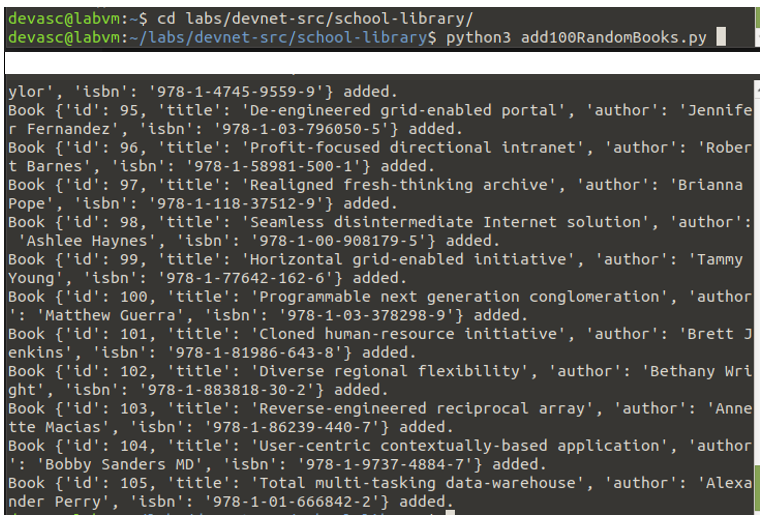 devasc@labvm:~$ cd labs/devnet-src/school-library/
devasc@labvm:~/labs/devnet-src/school-library$ python3 add100RandomBooks.py
ylor', 'isbn': '978-1-4745-9559-9'} added.
Book {'id': 95, 'title': 'De-engineered grid-enabled portal', 'author': 'Jennife
r Fernandez', 'isbn': '978-1-03-796050-5'} added.
Book {'id': 96, 'title': 'Profit-focused directional intranet', 'author': 'Rober
t Barnes', 'isbn': '978-1-58981-500-1'} added.
Book {'id': 97, 'title': 'Realigned fresh-thinking archive', 'author': 'Brianna
Pope', 'isbn': '978-1-118-37512-9'} added.
Book {'id': 98, 'title': 'Seamless disintermediate Internet solution', 'author':
 'Ashlee Haynes', 'isbn': '978-1-00-908179-5'} added.
Book {'id': 99, 'title': 'Horizontal grid-enabled initiative', 'author': 'Tammy
Young', 'isbn': '978-1-77642-162-6'} added.
Book {'id': 100, 'title': 'Programmable next generation conglomeration', 'author
': 'Matthew Guerra', 'isbn': '978-1-03-378298-9'} added.
Book {'id': 101, 'title': 'Cloned human-resource initiative', 'author': 'Brett J
enkins', 'isbn': '978-1-81986-643-8'} added.
Book {'id': 102, 'title': 'Diverse regional flexibility', 'author': 'Bethany Wri
ght', 'isbn': '978-1-883818-30-2'} added.
Book {'id': 103, 'title': 'Reverse-engineered reciprocal array', 'author': 'Anne
tte Macias', 'isbn': '978-1-86239-440-7'} added.
Book {'id': 104, 'title': 'User-centric contextually-based application', 'author
': 'Bobby Sanders MD', 'isbn': '978-1-9737-4884-7'} added.
Book {'id': 105, 'title': 'Total multi-tasking data-warehouse', 'author': 'Alexa
nder Perry', 'isbn': '978-1-01-666842-2'} added.